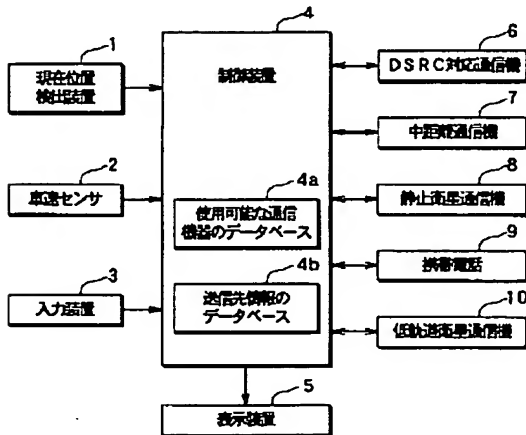 1
現在位置
検出装置
2
車速センサ
3
入力装置
4
制御装置
4a
使用可能な通信
機器のデータベース
4b
送信先情報の
データベース
5
表示装置
6
DSRC対応通信機
7
中距離通信機
8
静止衛星通信機
9
携帯電話
10
低軌道衛星通信機